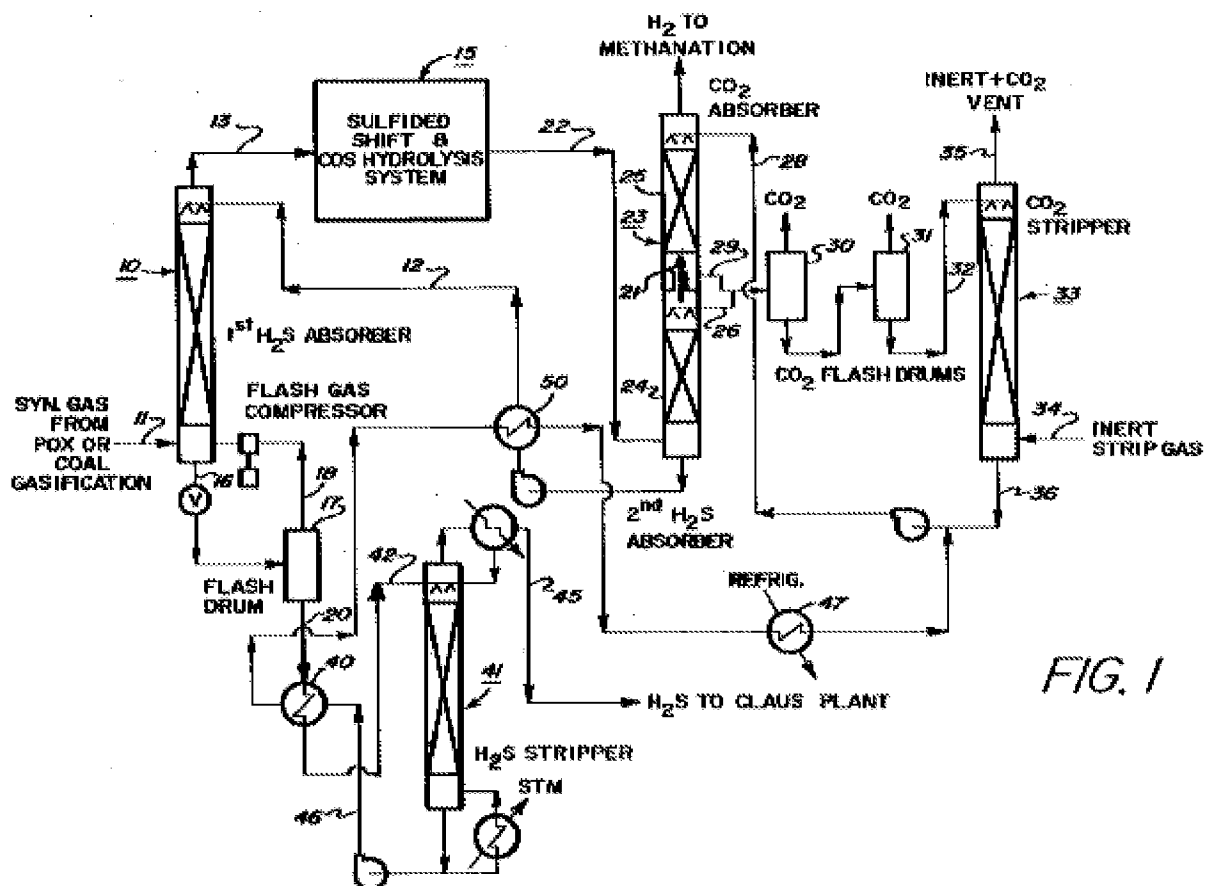 H2 TO
METHANATION
15
CO2 ABSORBER
INERT+CO2
VENT
13
SULFIDED
SHIFT &
COS HYDROLYSIS
SYSTEM
22
28
35
25
23
CO2
CO2
30
31
CO2
STRIPPER
10
12
21
29
32
33
26
1st H2S ABSORBER
CO2 FLASH DRUMS
24
FLASH GAS
COMPRESSOR
50
SYN. GAS
FROM
POX OR
COAL
GASIFICATION
11
34
INERT
STRIP GAS
16
18
36
V
17
2nd H2S
ABSORBER
42
FLASH
DRUM
45
REFRIG.
47
20
40
41
FIG. 1
H2S TO CLAUS PLANT
H2S STRIPPER
STM
46